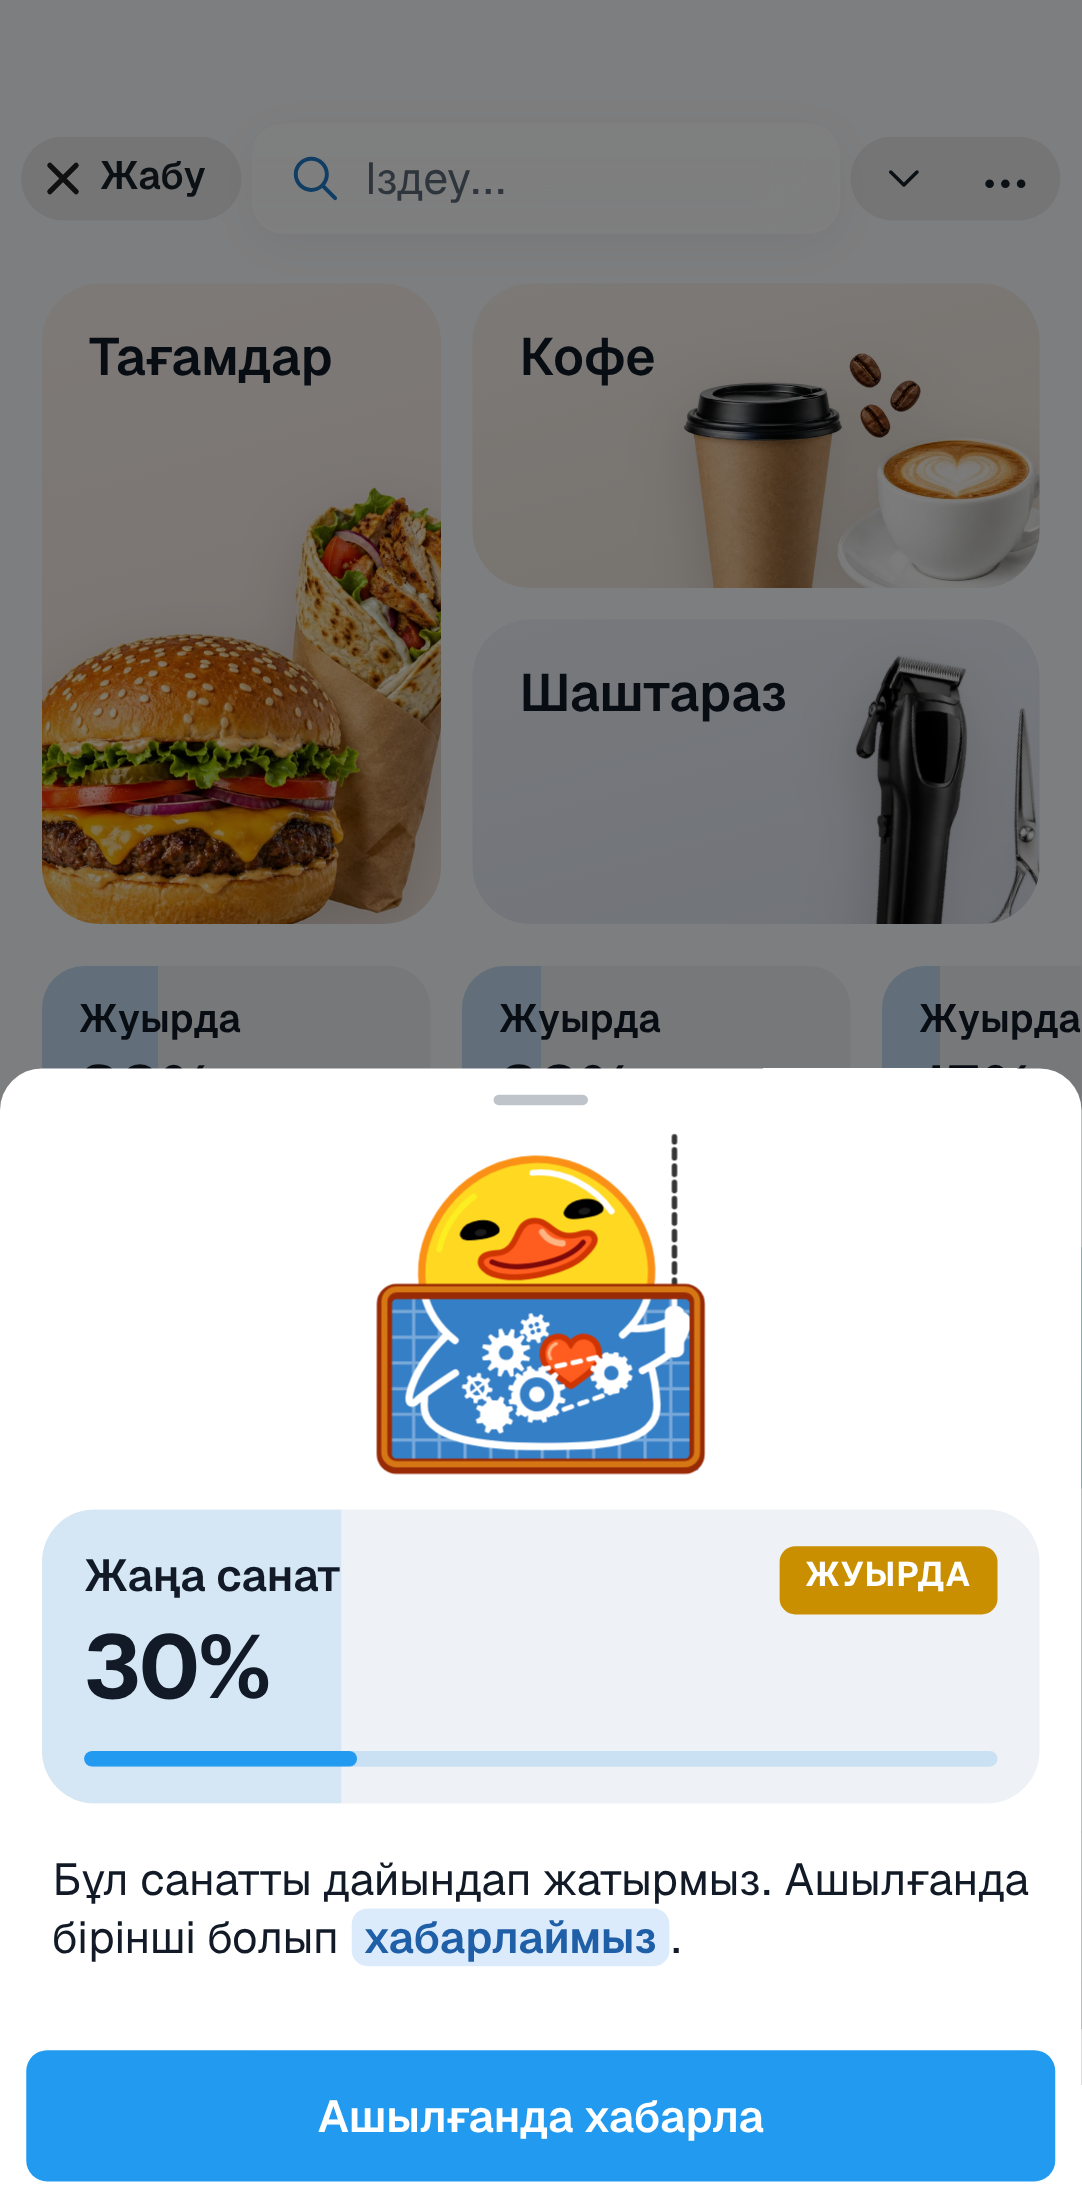 Жабу
Іздеу...
Тағамдар
Кофе
Шаштараз
Жуырда
Жуырда
Жуырда
Жаңа санат
ЖУЫРДА
30%
Бұл санатты дайындап жатырмыз. Ашылғанда
бірінші болып хабарлаймыз.
Ашылғанда хабарла